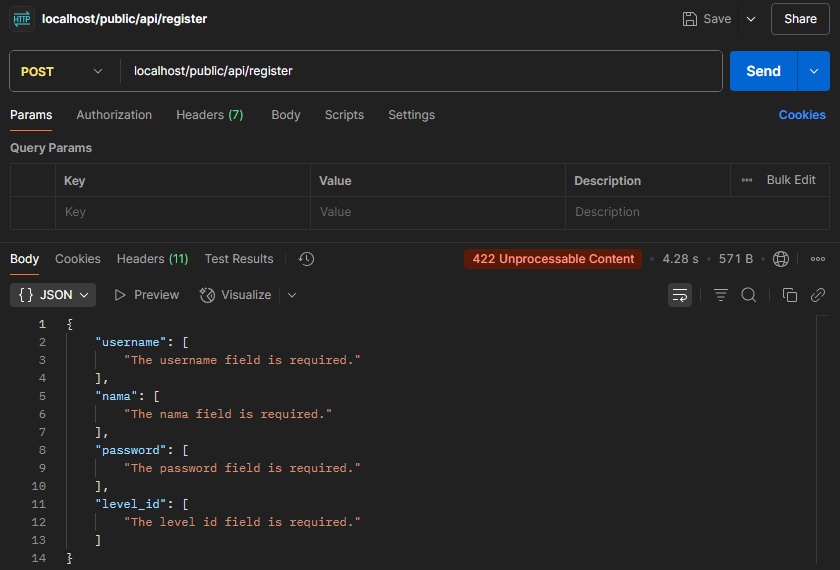 HTTP localhost/public/api/register Save Share
POST localhost/public/api/register Send
Params Authorization Headers (7) Body Scripts Settings Cookies
Query Params
Key Value Description Bulk Edit
Key Value Description
Body Cookies Headers (11) Test Results 422 Unprocessable Content • 4.28 s • 571 B •
{} JSON Preview Visualize
1 {
2 "username": [
3 "The username field is required."
4 ],
5 "nama": [
6 "The nama field is required."
7 ],
8 "password": [
9 "The password field is required."
10 ],
11 "level_id": [
12 "The level id field is required."
13 ]
14 }